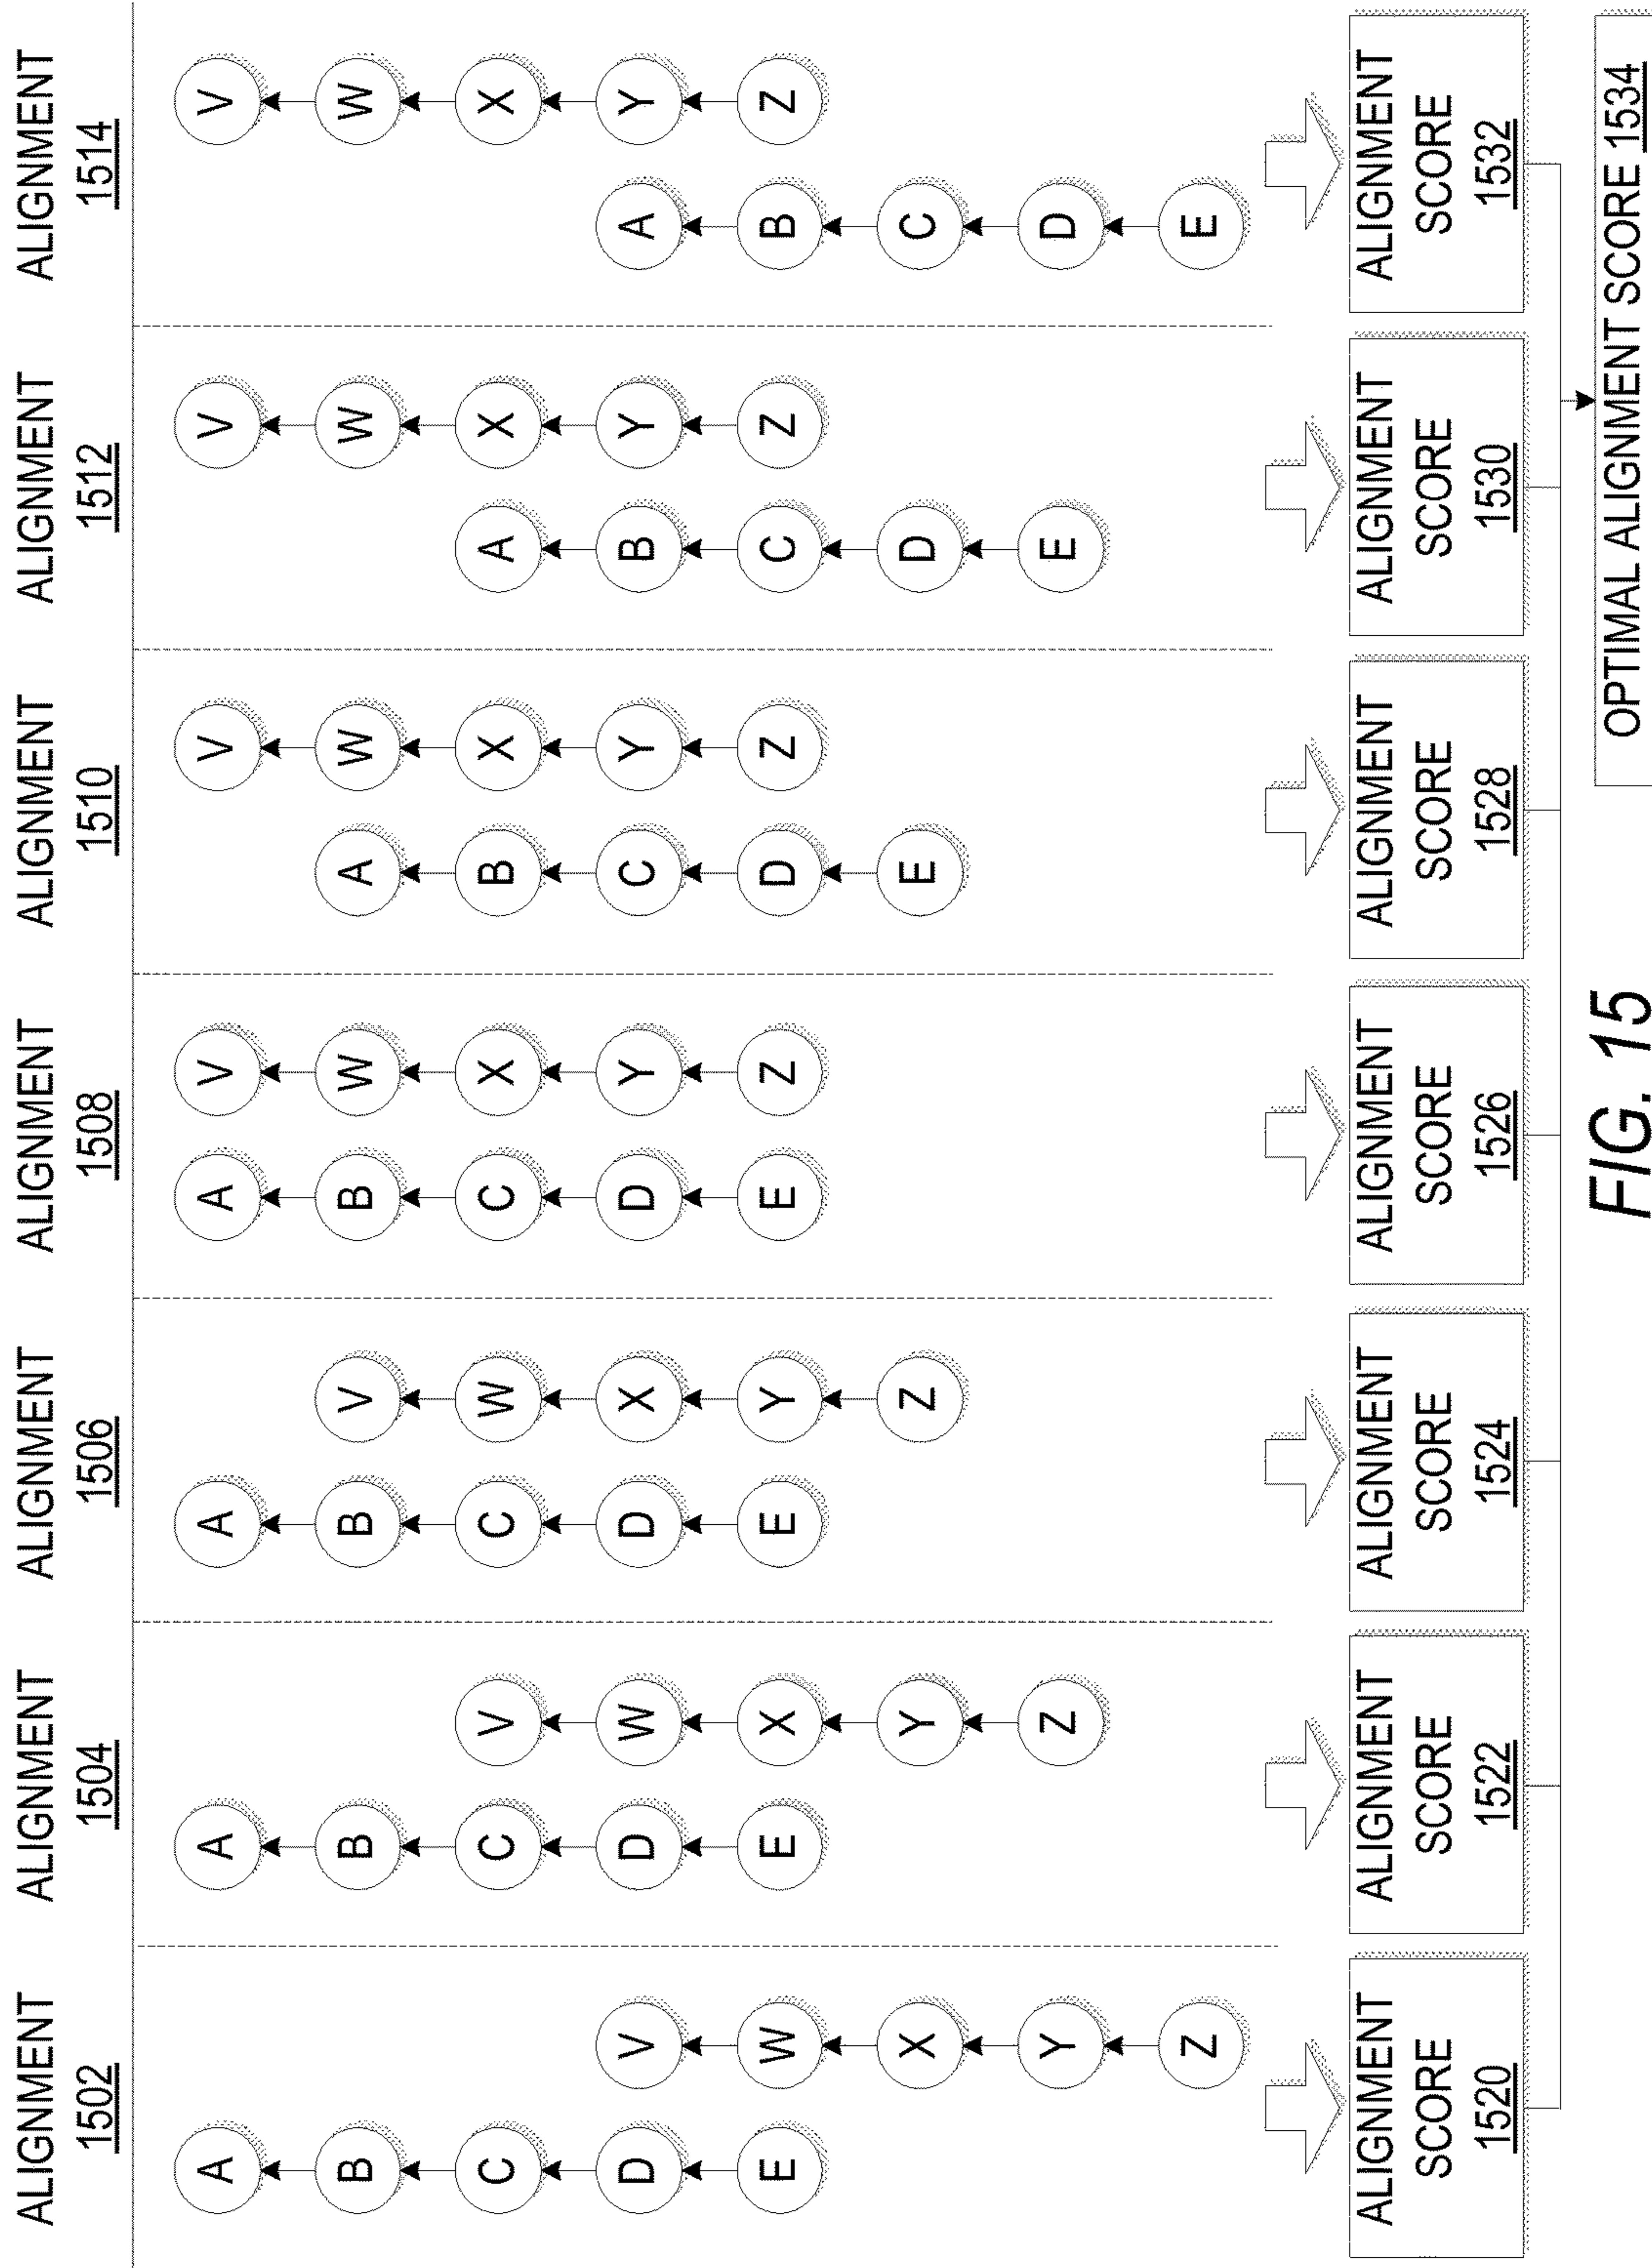 ALIGNMENT ALIGNMENT ALIGNMENT ALIGNMENT ALIGNMENT ALIGNMENT ALIGNMENT
1502 1504 1506 1508 1510 1512 1514
A A A A V V V V
B B B V B W A W W W
C C V C W C X B X A X X
D V D W D X D Y C Y B Y A Y
E W E X E Y E Z D Z C Z B Z
X Y Z E D C
Y Z E D
Z E
ALIGNMENT ALIGNMENT ALIGNMENT ALIGNMENT ALIGNMENT ALIGNMENT ALIGNMENT
SCORE SCORE SCORE SCORE SCORE SCORE SCORE
1520 1522 1524 1526 1528 1530 1532
OPTIMAL ALIGNMENT SCORE 1534
FIG. 15